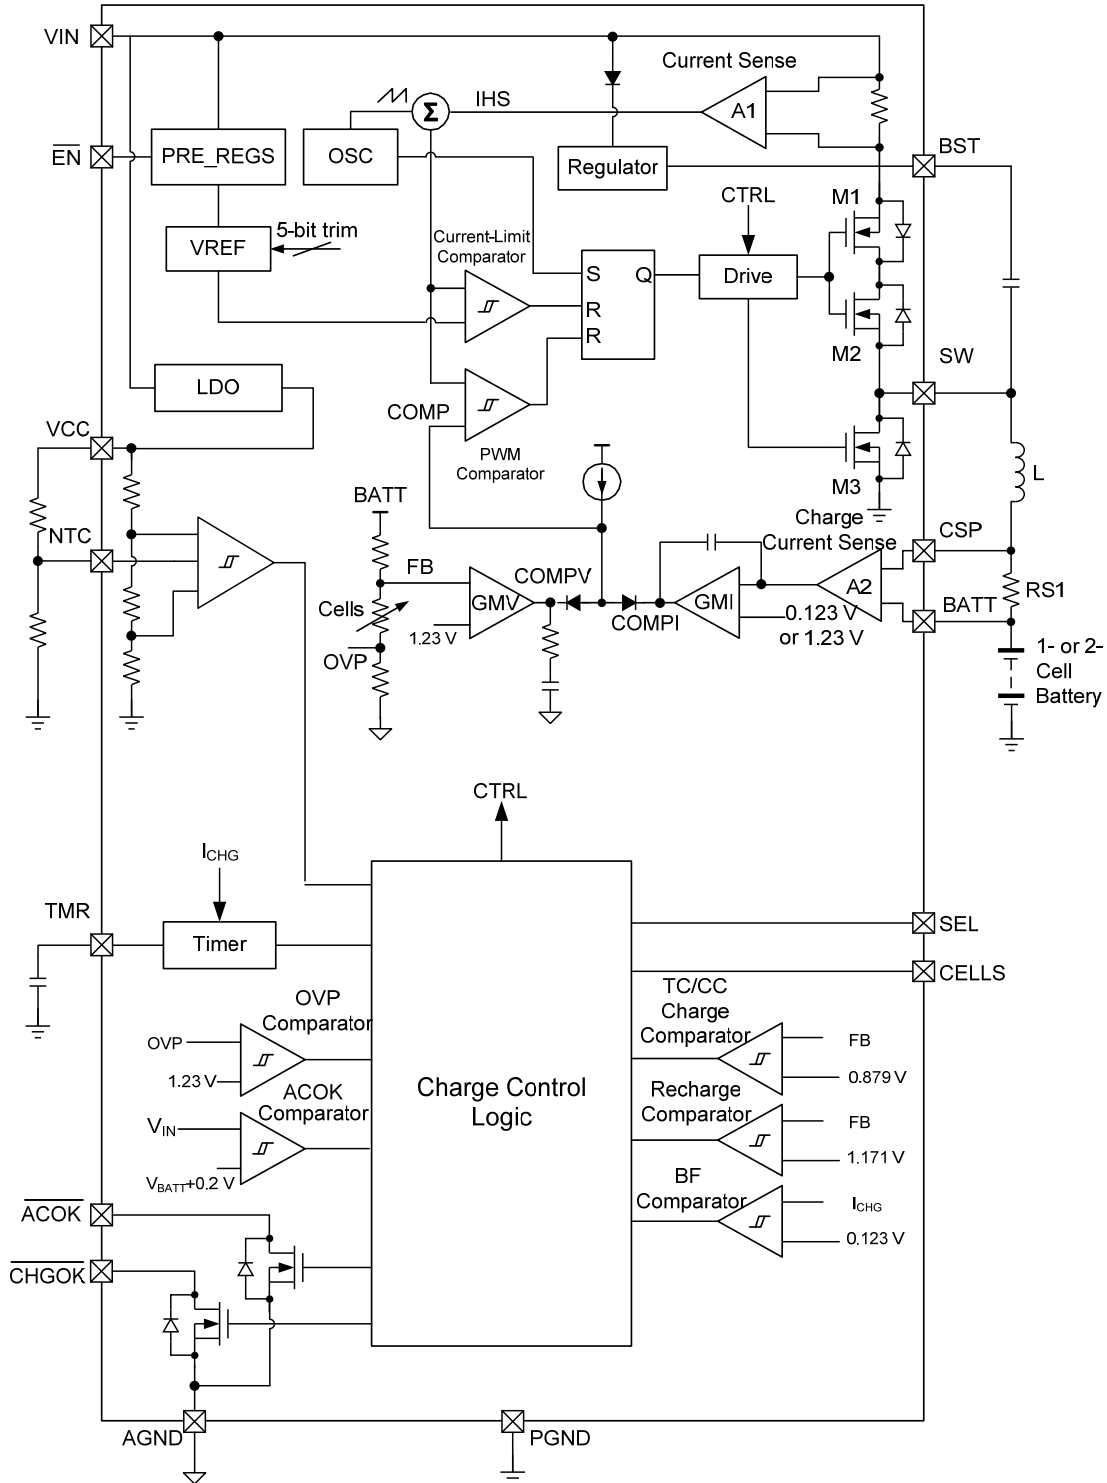 VIN
Current Sense
IHS
Σ
A1
EN
PRE_REGS
OSC
Regulator
BST
CTRL
M1
5-bit trim
VREF
Current-Limit
Comparator
S
Q
R
R
Drive
M2
SW
LDO
COMP
VCC
PWM
Comparator
M3
L
BATT
Charge
Current Sense
NTC
CSP
FB
COMPV
A2
GMV
GMI
RS1
Cells
BATT
1.23 V
COMPI
0.123 V
or 1.23 V
OVP
1- or 2-
Cell
Battery
CTRL
ICHG
TMR
Timer
SEL
CELLS
OVP
Comparator
TC/CC
Charge
Comparator
OVP
FB
1.23 V
0.879 V
ACOK
Comparator
Charge Control
Logic
Recharge
Comparator
VIN
FB
VBATT+0.2 V
1.171 V
BF
Comparator
ACOK
ICHG
0.123 V
CHGOK
AGND
PGND